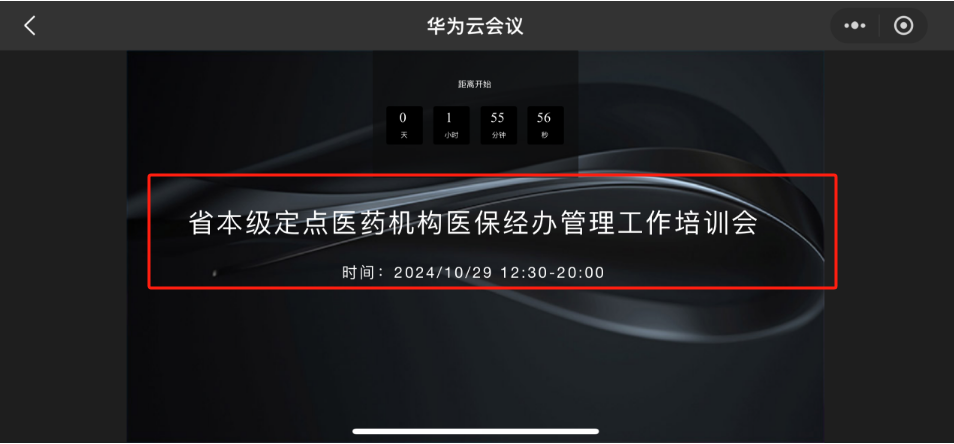 华为云会议
距离开始
0 1 55 56
天 小时 分钟 秒
省本级定点医药机构医保经办管理工作培训会
时间：2024/10/29 12:30-20:00